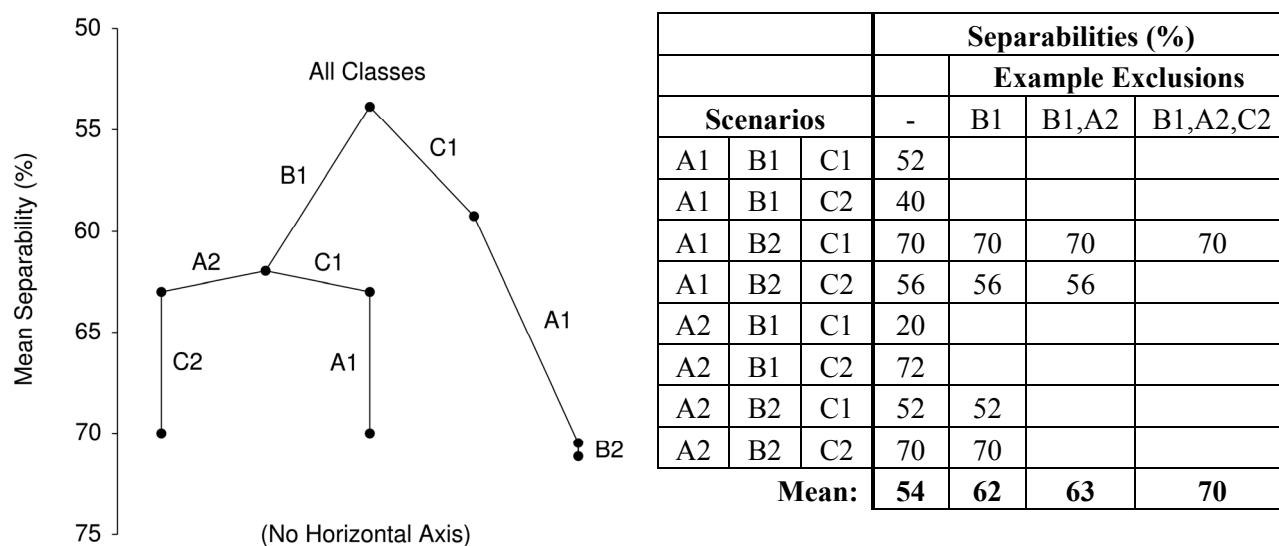 50
55
60
65
70
75
Mean Separability (%)
All Classes
C1
B1
A2
C1
A1
C2
A1
B2
(No Horizontal Axis)
Separabilities (%)
Example Exclusions
Scenarios - B1 B1,A2 B1,A2,C2
A1 B1 C1 52
A1 B1 C2 40
A1 B2 C1 70 70 70 70
A1 B2 C2 56 56 56
A2 B1 C1 20
A2 B1 C2 72
A2 B2 C1 52 52
A2 B2 C2 70 70
Mean: 54 62 63 70